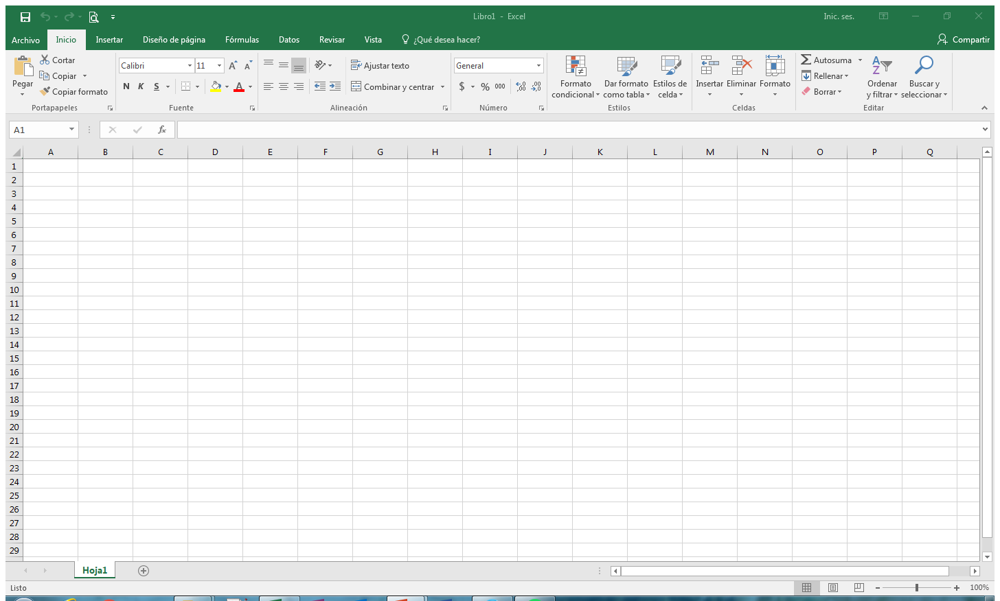 Libro1 - Excel
Inic. ses.
Archivo Inicio Insertar Diseño de página Fórmulas Datos Revisar Vista ¿Qué desea hacer? Compartir
Pegar
Cortar
Copiar
Copiar formato
Portapapeles
Calibri 11
N K S
Fuente
Ajustar texto
Combinar y centrar
Alineación
General
$ % 000
Número
Formato
condicional
Dar formato
como tabla
Estilos de
celda
Estilos
Insertar Eliminar Formato
Celdas
Autosuma
Rellenar
Borrar
Ordenar
y filtrar
Buscar y
seleccionar
Editar
A1 fx
A B C D E F G H I J K L M N O P Q
1
2
3
4
5
6
7
8
9
10
11
12
13
14
15
16
17
18
19
20
21
22
23
24
25
26
27
28
29
Hoja1
Listo
100%